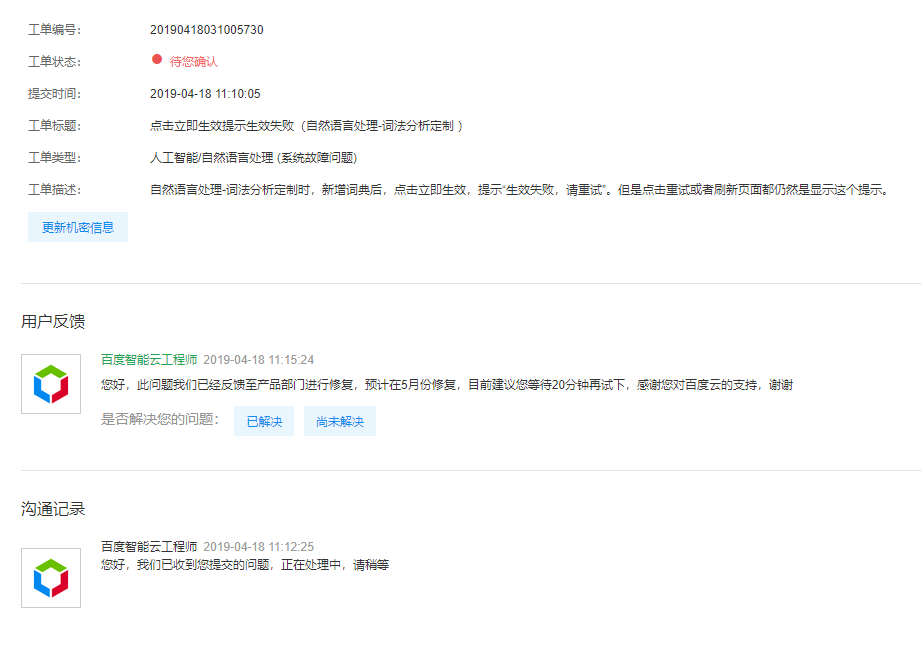 工单编号： 20190418031005730
工单状态： 待您确认
提交时间： 2019-04-18 11:10:05
工单标题： 点击立即生效提示生效失败（自然语言处理-词法分析定制 ）
工单类型： 人工智能/自然语言处理 (系统故障问题)
工单描述： 自然语言处理-词法分析定制时，新增词典后，点击立即生效，提示“生效失败，请重试”。但是点击重试或者刷新页面都仍然是显示这个提示。
更新机密信息
用户反馈
百度智能云工程师 2019-04-18 11:15:24
您好，此问题我们已经反馈至产品部门进行修复，预计在5月份修复，目前建议您等待20分钟再试下，感谢您对百度云的支持，谢谢
是否解决您的问题： 已解决 尚未解决
沟通记录
百度智能云工程师 2019-04-18 11:12:25
您好，我们已收到您提交的问题，正在处理中，请稍等